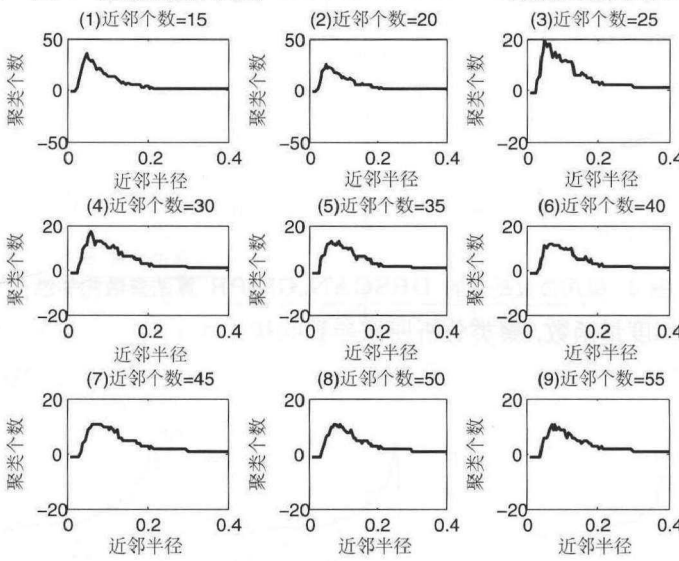 (1)近邻个数=15
(2)近邻个数=20
(3)近邻个数=25
聚类个数
50
0
-50
0
0.2
0.4
近邻半径
聚类个数
50
0
-50
0
0.2
0.4
近邻半径
聚类个数
20
0
-20
0
0.2
0.4
近邻半径
(4)近邻个数=30
(5)近邻个数=35
(6)近邻个数=40
聚类个数
20
0
-20
0
0.2
0.4
近邻半径
聚类个数
20
0
-20
0
0.2
0.4
近邻半径
聚类个数
20
0
-20
0
0.2
0.4
近邻半径
(7)近邻个数=45
(8)近邻个数=50
(9)近邻个数=55
聚类个数
20
0
-20
0
0.2
0.4
近邻半径
聚类个数
20
0
-20
0
0.2
0.4
近邻半径
聚类个数
20
0
-20
0
0.2
0.4
近邻半径